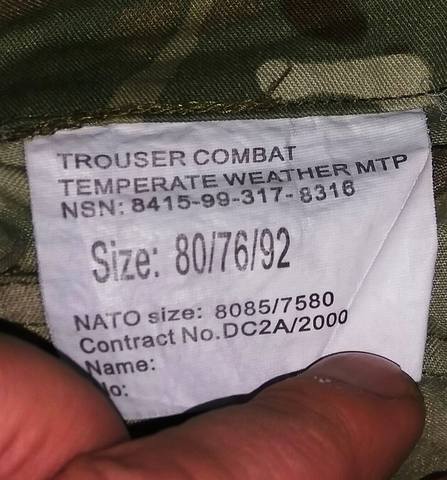 TROUSER COMBAT
TEMPERATE WEATHER MTP
NSN: 8415-99-317-8316
Size: 80/76/92
NATO size: 8085/7580
Contract No.DC2A/2000
Name:
No: